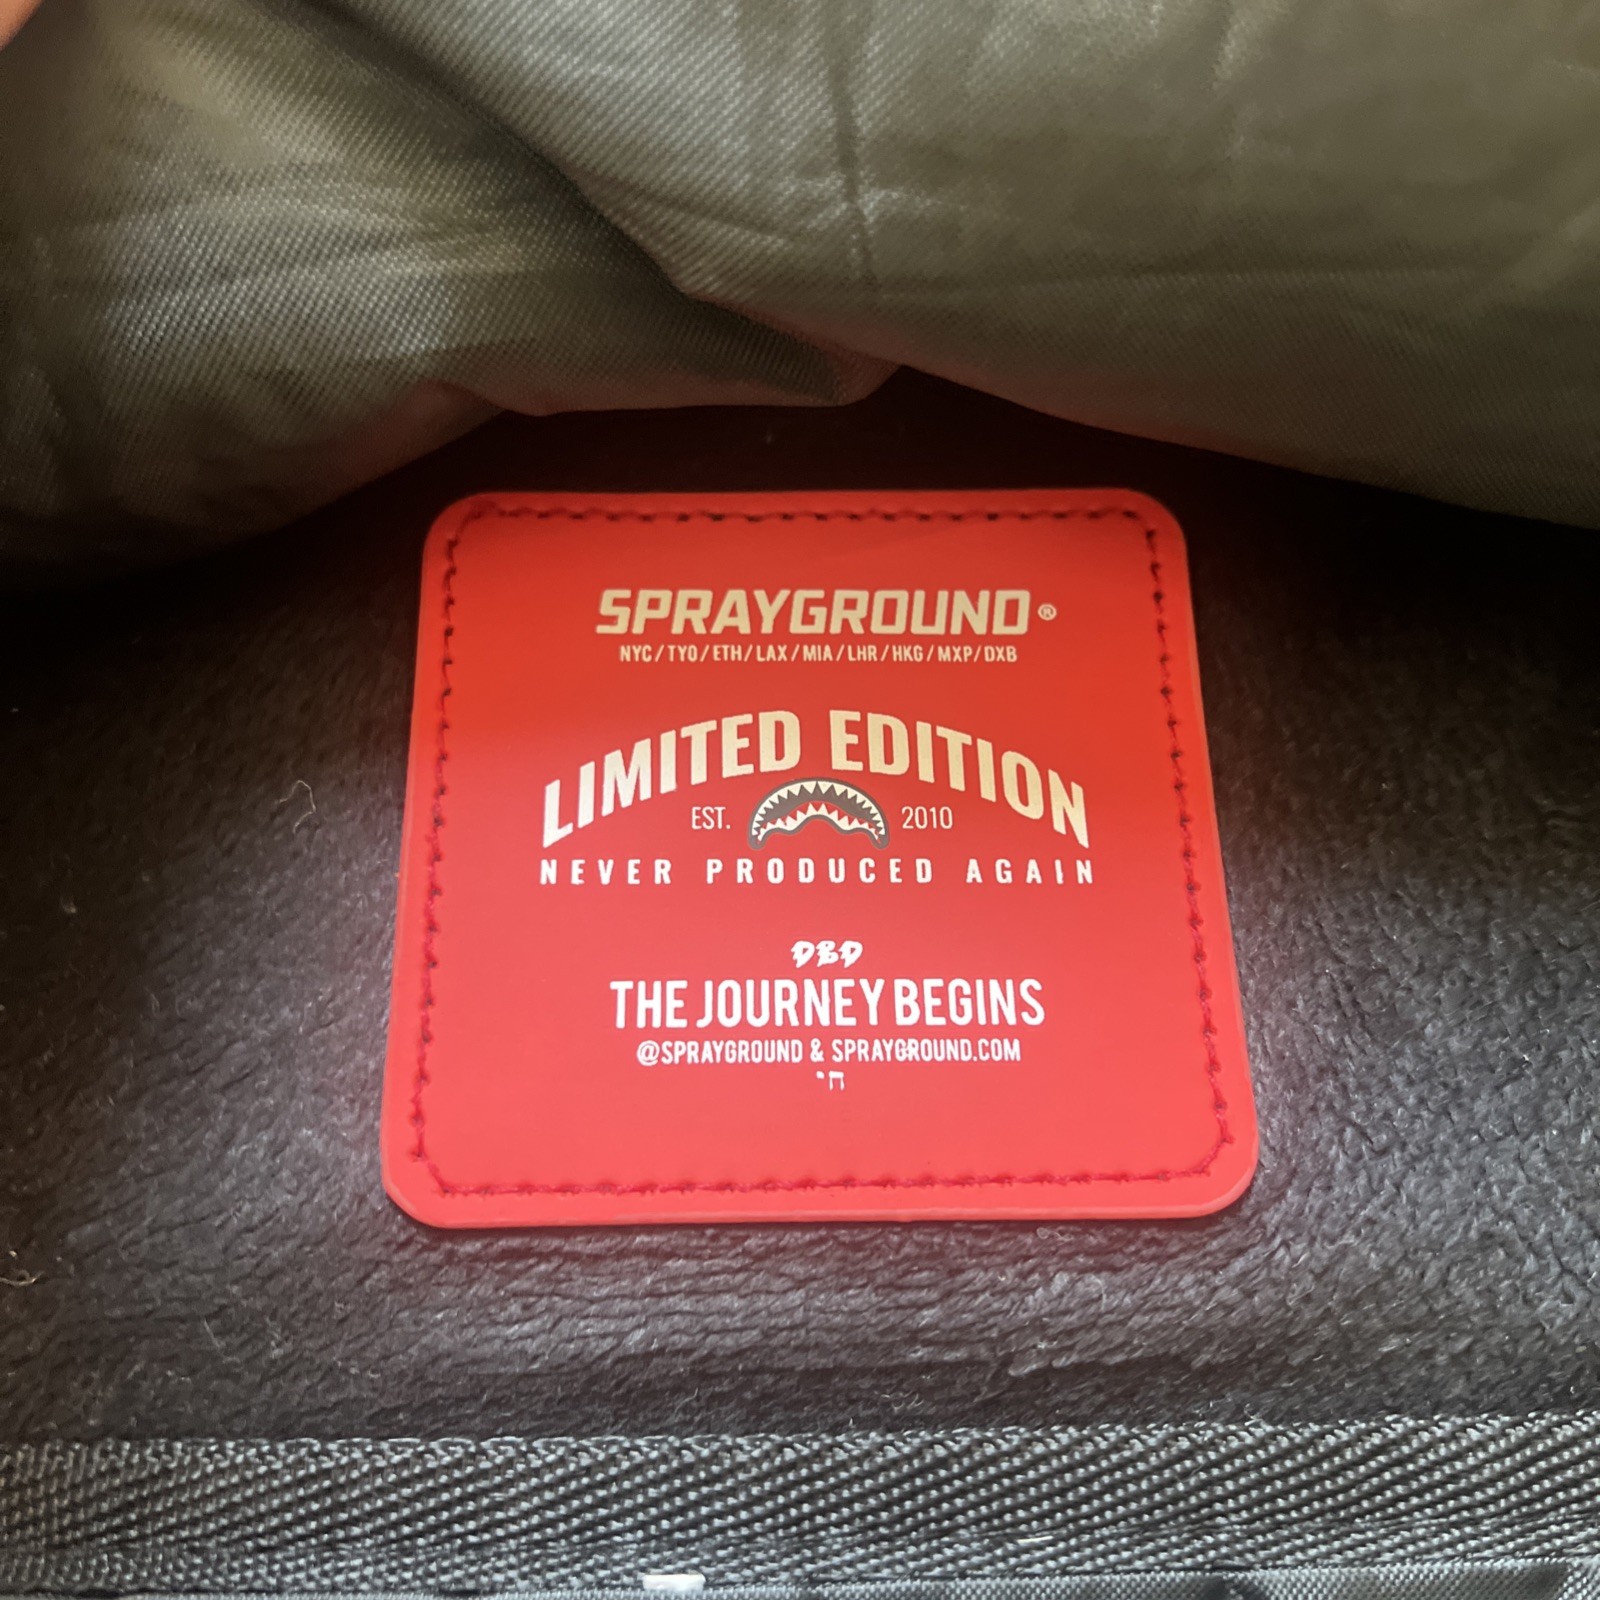 SPRAYGROUND®
NYC/TYO/ETH/LAX/MIA/LHR/HKG/MXP/DXB
LIMITED EDITION
EST. 2010
NEVER PRODUCED AGAIN
DBD
THE JOURNEY BEGINS
@SPRAYGROUND & SPRAYGROUND.COM
חי